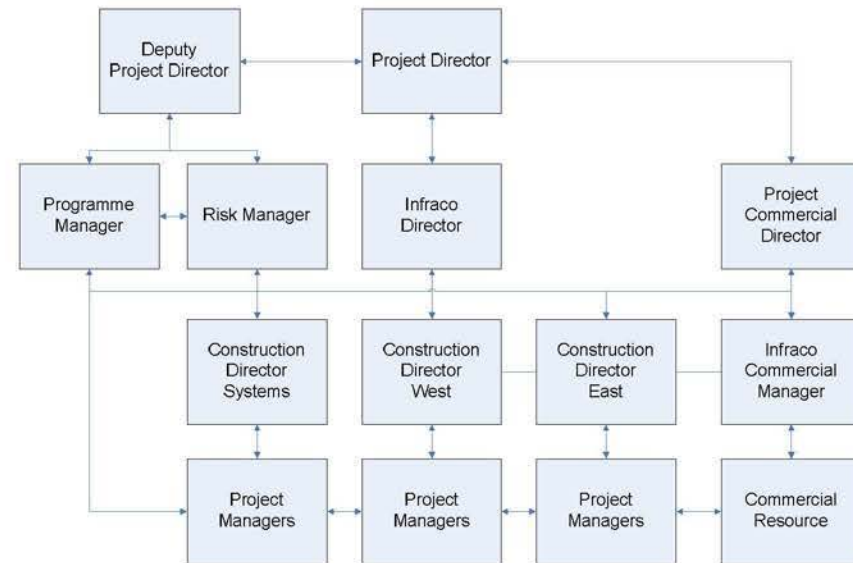 Deputy
Project Director
Project Director
Programme
Manager
Risk Manager
Infraco
Director
Project
Commercial
Director
Construction
Director
Systems
Construction
Director
West
Construction
Director
East
Infraco
Commercial
Manager
Project
Managers
Project
Managers
Project
Managers
Commercial
Resource